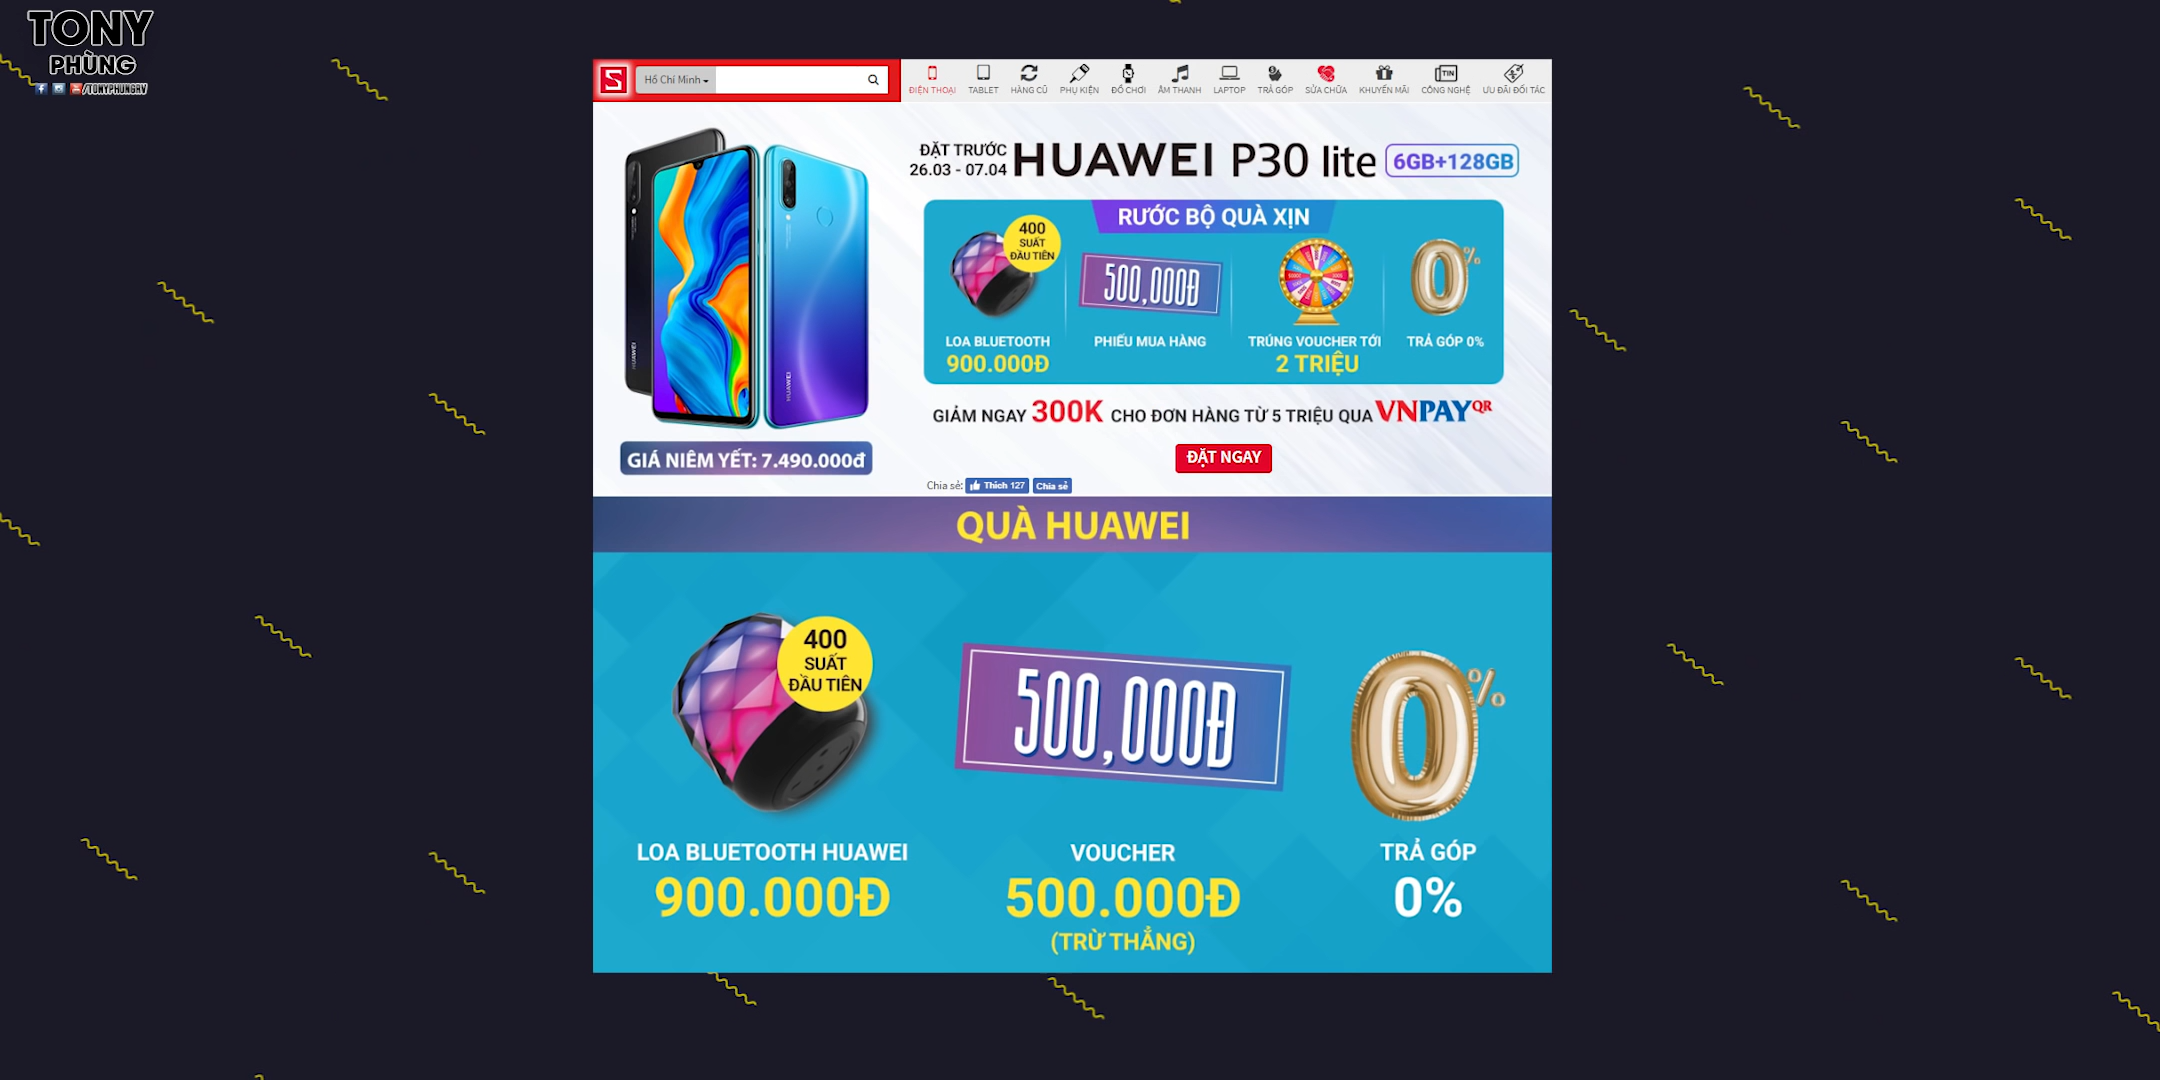 TONY
PHÙNG
/TONYPHUNGRV
Hồ Chí Minh
ĐIỆN THOẠI
TABLET
HÀNG CŨ
PHỤ KIỆN
ĐỒ CHƠI
ÂM THANH
LAPTOP
TRẢ GÓP
SỬA CHỮA
KHUYẾN MÃI
TIN
CÔNG NGHỆ
ƯU ĐÃI ĐỐI TÁC
ĐẶT TRƯỚC
26.03 - 07.04
HUAWEI P30 lite 6GB+128GB
RƯỚC BỘ QUÀ XỊN
400
SUẤT
ĐẦU TIÊN
500,000Đ
0%
LOA BLUETOOTH
900.000Đ
PHIẾU MUA HÀNG
TRÚNG VOUCHER TỚI
2 TRIỆU
TRẢ GÓP 0%
HUAWEI
HUAWEI
GIẢM NGAY 300K CHO ĐƠN HÀNG TỪ 5 TRIỆU QUA VNPAYQR
GIÁ NIÊM YẾT: 7.490.000đ
ĐẶT NGAY
Chia sẻ: Thích 127 Chia sẻ
QUÀ HUAWEI
400
SUẤT
ĐẦU TIÊN
500,000Đ
0%
LOA BLUETOOTH HUAWEI
900.000Đ
VOUCHER
500.000Đ
(TRỪ THẲNG)
TRẢ GÓP
0%